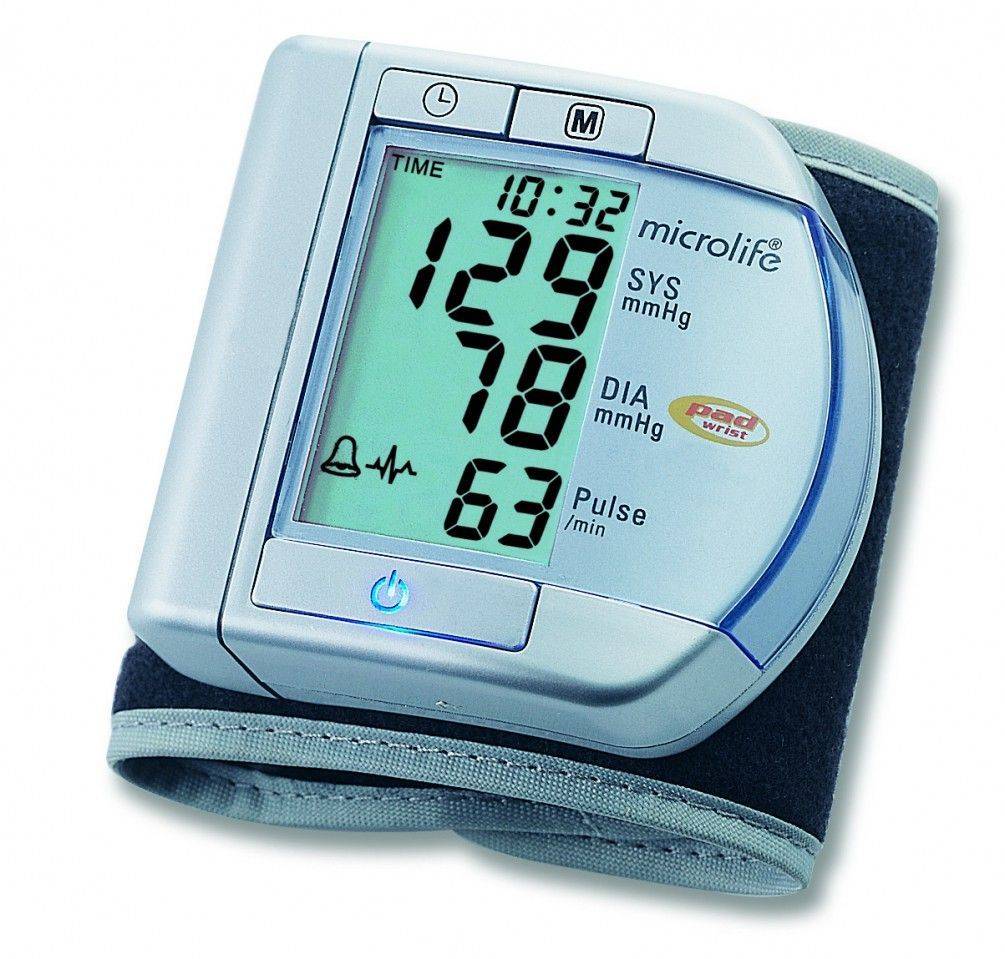 M
TIME
10:32
microlife®
129
SYS
mmHg
78
DIA
mmHg
pad
wrist
63
Pulse
/min